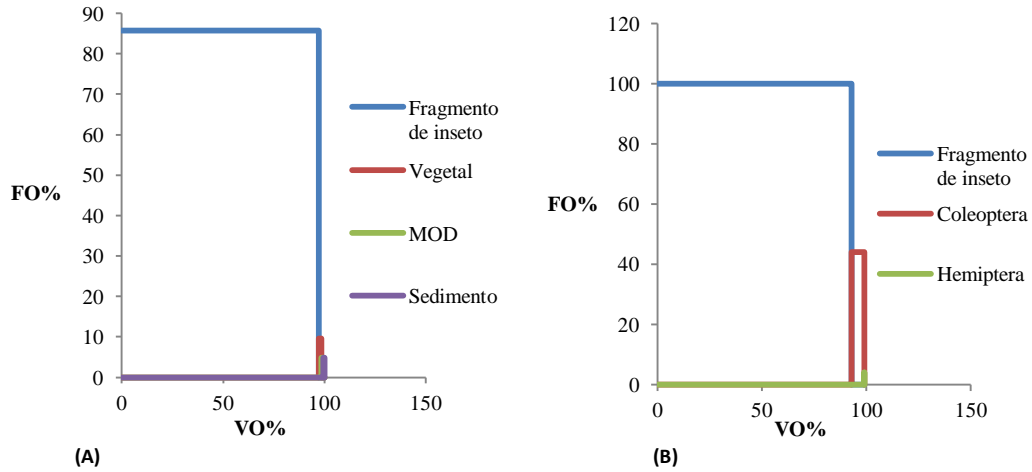 90
80
70
60
50
40
30
20
10
0
FO%
0 50 100 150
VO%
Fragmento
de inseto
Vegetal
MOD
Sedimento
(A)
120
100
80
60
40
20
0
FO%
0 50 100 150
VO%
Fragmento
de inseto
Coleoptera
Hemiptera
(B)